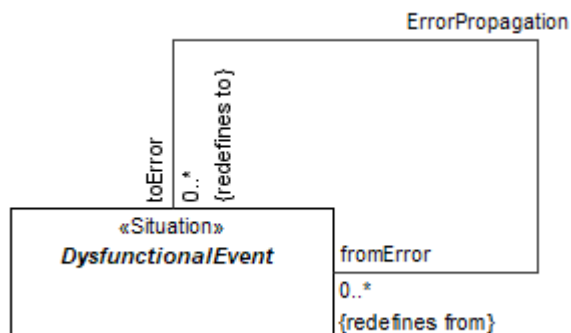 ErrorPropagation
toError
0..*
{redefines to}
«Situation»
DysfunctionalEvent
fromError
0..*
{redefines from}